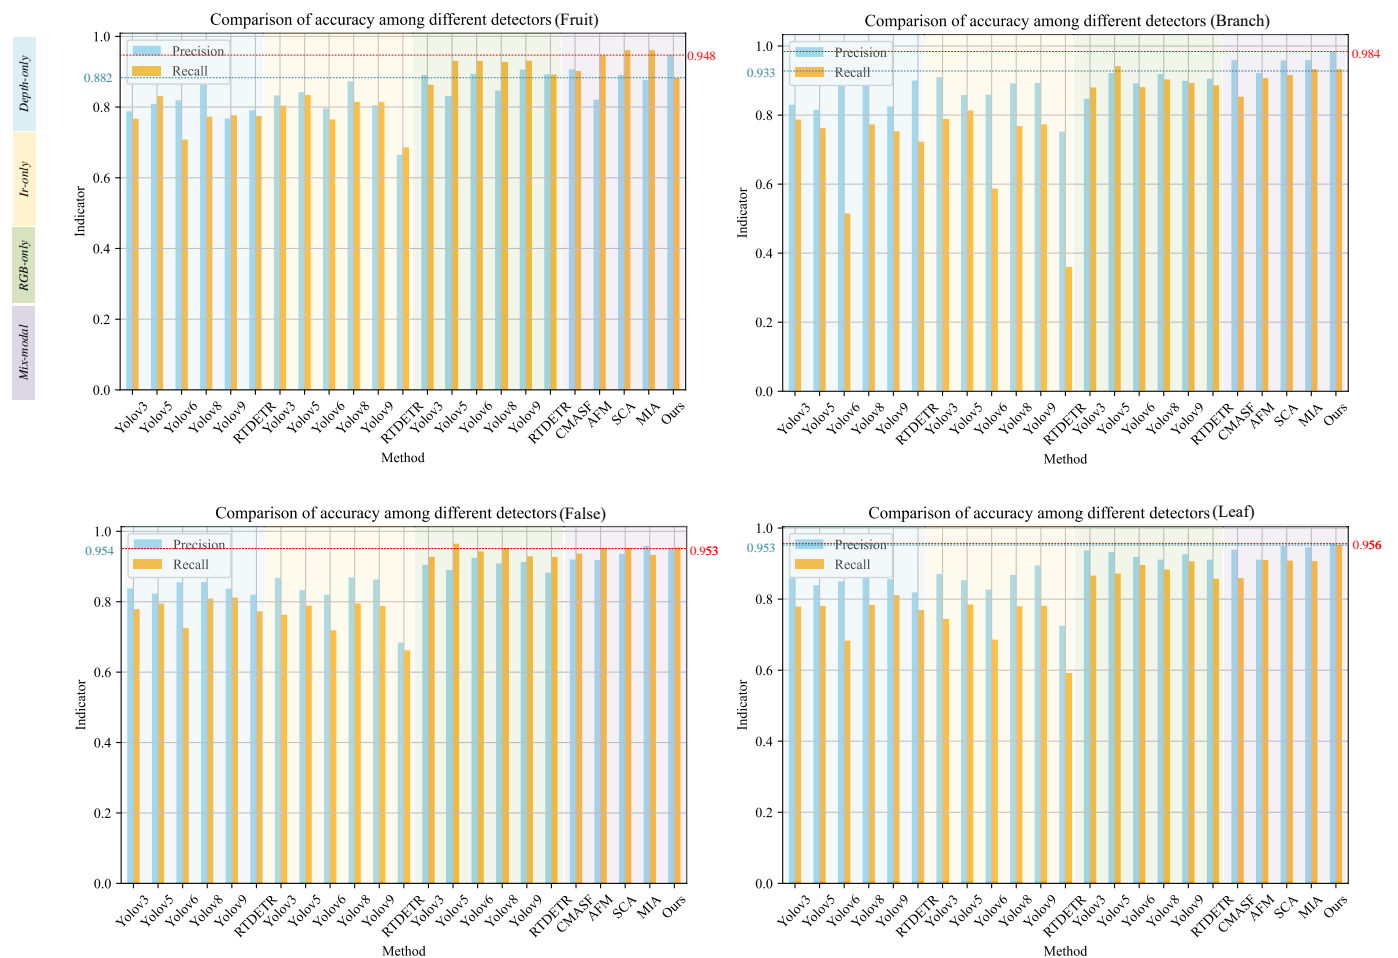 Depth-only
Ir-only
RGB-only
Mix-modal
Comparison of accuracy among different detectors (Fruit)
Precision
Recall
1.0
0.8
0.6
0.4
0.2
0.0
0.882
0.948
Indicator
Yolov3
Yolov5
Yolov6
Yolov8
Yolov9
RTDETR
Yolov3
Yolov5
Yolov6
Yolov8
Yolov9
RTDETR
Yolov3
Yolov5
Yolov6
Yolov8
Yolov9
RTDETR
CMASF
AFM
SCA
MIA
Ours
Method
Comparison of accuracy among different detectors (Branch)
Precision
Recall
1.0
0.8
0.6
0.4
0.2
0.0
0.933
0.984
Indicator
Yolov3
Yolov5
Yolov6
Yolov8
Yolov9
RTDETR
Yolov3
Yolov5
Yolov6
Yolov8
Yolov9
RTDETR
Yolov3
Yolov5
Yolov6
Yolov8
Yolov9
RTDETR
CMASF
AFM
SCA
MIA
Ours
Method
Comparison of accuracy among different detectors (False)
Precision
Recall
1.0
0.8
0.6
0.4
0.2
0.0
0.954
0.953
Indicator
Yolov3
Yolov5
Yolov6
Yolov8
Yolov9
RTDETR
Yolov3
Yolov5
Yolov6
Yolov8
Yolov9
RTDETR
Yolov3
Yolov5
Yolov6
Yolov8
Yolov9
RTDETR
CMASF
AFM
SCA
MIA
Ours
Method
Comparison of accuracy among different detectors (Leaf)
Precision
Recall
1.0
0.8
0.6
0.4
0.2
0.0
0.953
0.956
Indicator
Yolov3
Yolov5
Yolov6
Yolov8
Yolov9
RTDETR
Yolov3
Yolov5
Yolov6
Yolov8
Yolov9
RTDETR
Yolov3
Yolov5
Yolov6
Yolov8
Yolov9
RTDETR
CMASF
AFM
SCA
MIA
Ours
Method